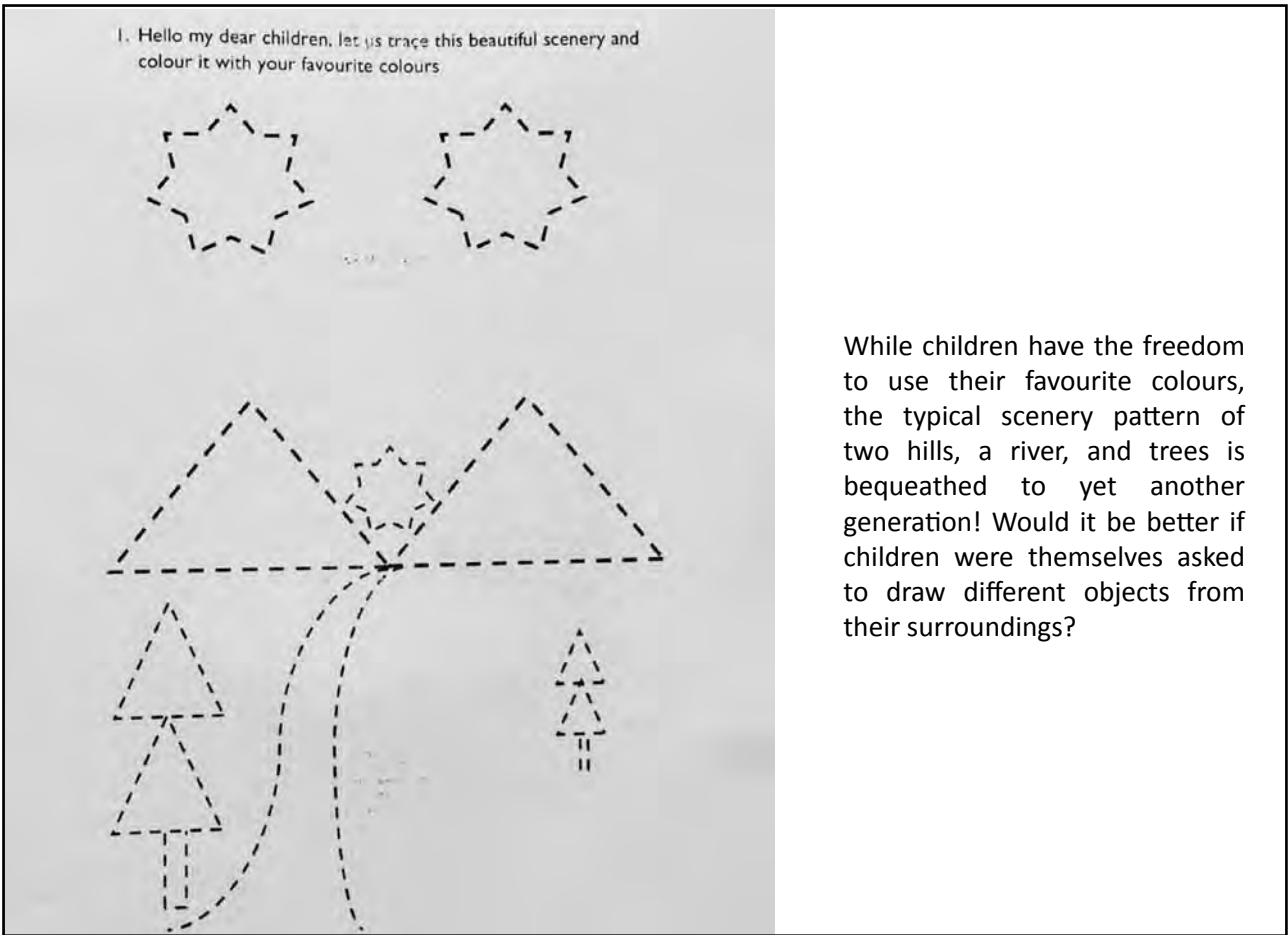 1. Hello my dear children, let us trace this beautiful scenery and
colour it with your favourite colours
While children have the freedom
to use their favourite colours,
the typical scenery pattern of
two hills, a river, and trees is
bequeathed to yet another
generation! Would it be better if
children were themselves asked
to draw different objects from
their surroundings?